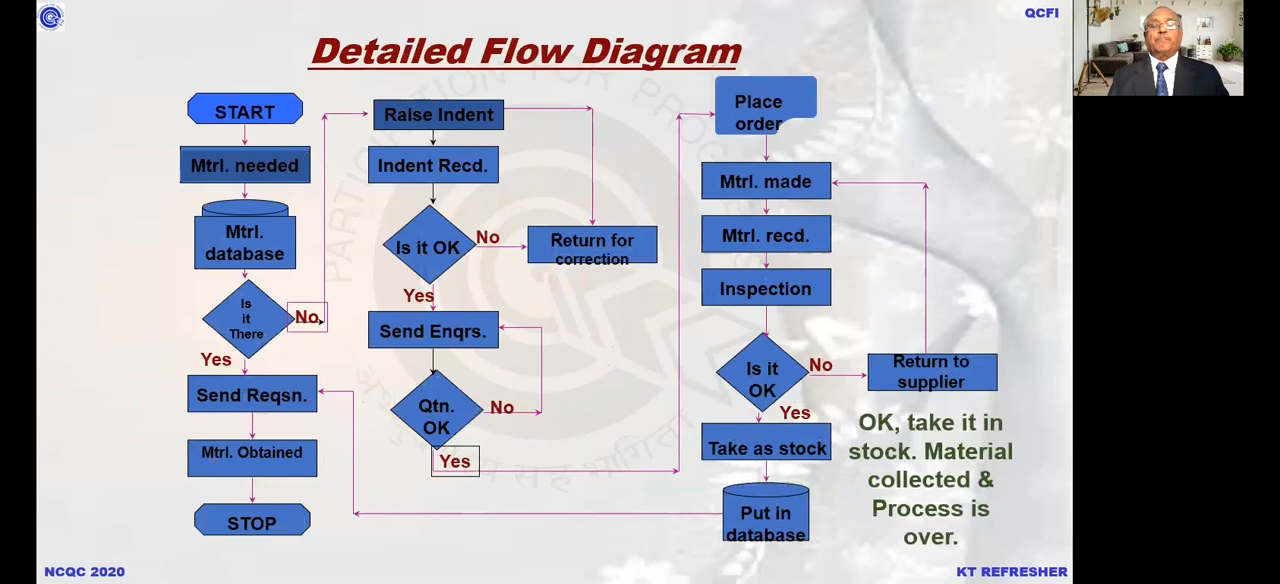 QCFI
Detailed Flow Diagram
START
Mtrl. needed
Mtrl.
database
Is
it
There
No
Yes
Send Reqsn.
Mtrl. Obtained
STOP
Raise Indent
Indent Recd.
Is it OK
No
Return for
correction
Yes
Send Enqrs.
Qtn.
OK
No
Yes
Place
order
Mtrl. made
Mtrl. recd.
Inspection
Is it
OK
No
Return to
supplier
Yes
Take as stock
Put in
database
OK, take it in
stock. Material
collected &
Process is
over.
NCQC 2020
KT REFRESHER